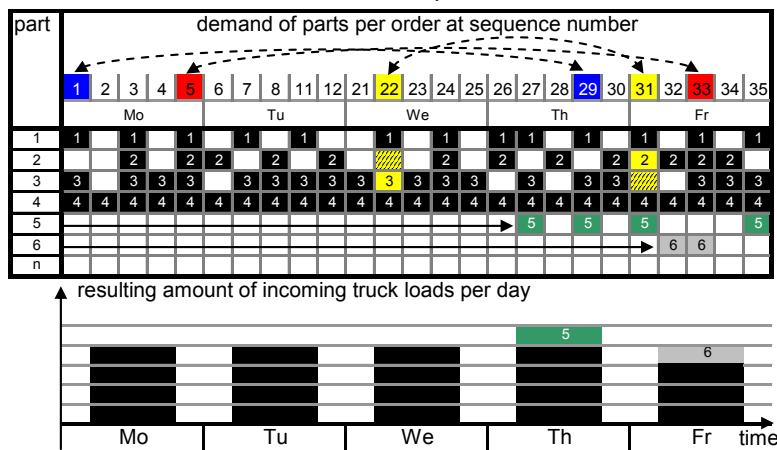 part demand of parts per order at sequence number
1 2 3 4 5 6 7 8 11 12 21 22 23 24 25 26 27 28 29 30 31 32 33 34 35
Mo Tu We Th Fr
1 1 1 1 1 1 1 1 1 1 1 1 1 1
2 2 2 2 2 2 2 2 2 2 2 2 2 2
3 3 3 3 3 3 3 3 3 3 3 3 3 3 3 3 3 3 3 3 3
4 4 4 4 4 4 4 4 4 4 4 4 4 4 4 4 4 4 4 4 4 4 4 4 4 4 4
5 5 5 5 5
6 6 6
n
resulting amount of incoming truck loads per day
5
6
Mo Tu We Th Fr time